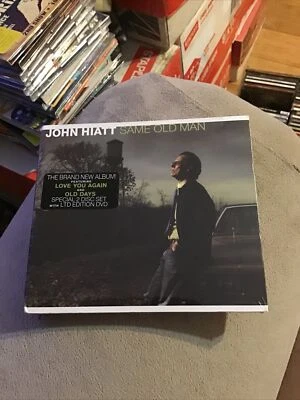 JOHN HIATT SAME OLD MAN
THE BRAND NEW ALBUM!
FEATURING
LOVE YOU AGAIN
AND
OLD DAYS
SPECIAL 2 DISC SET
WITH LTD EDITION DVD